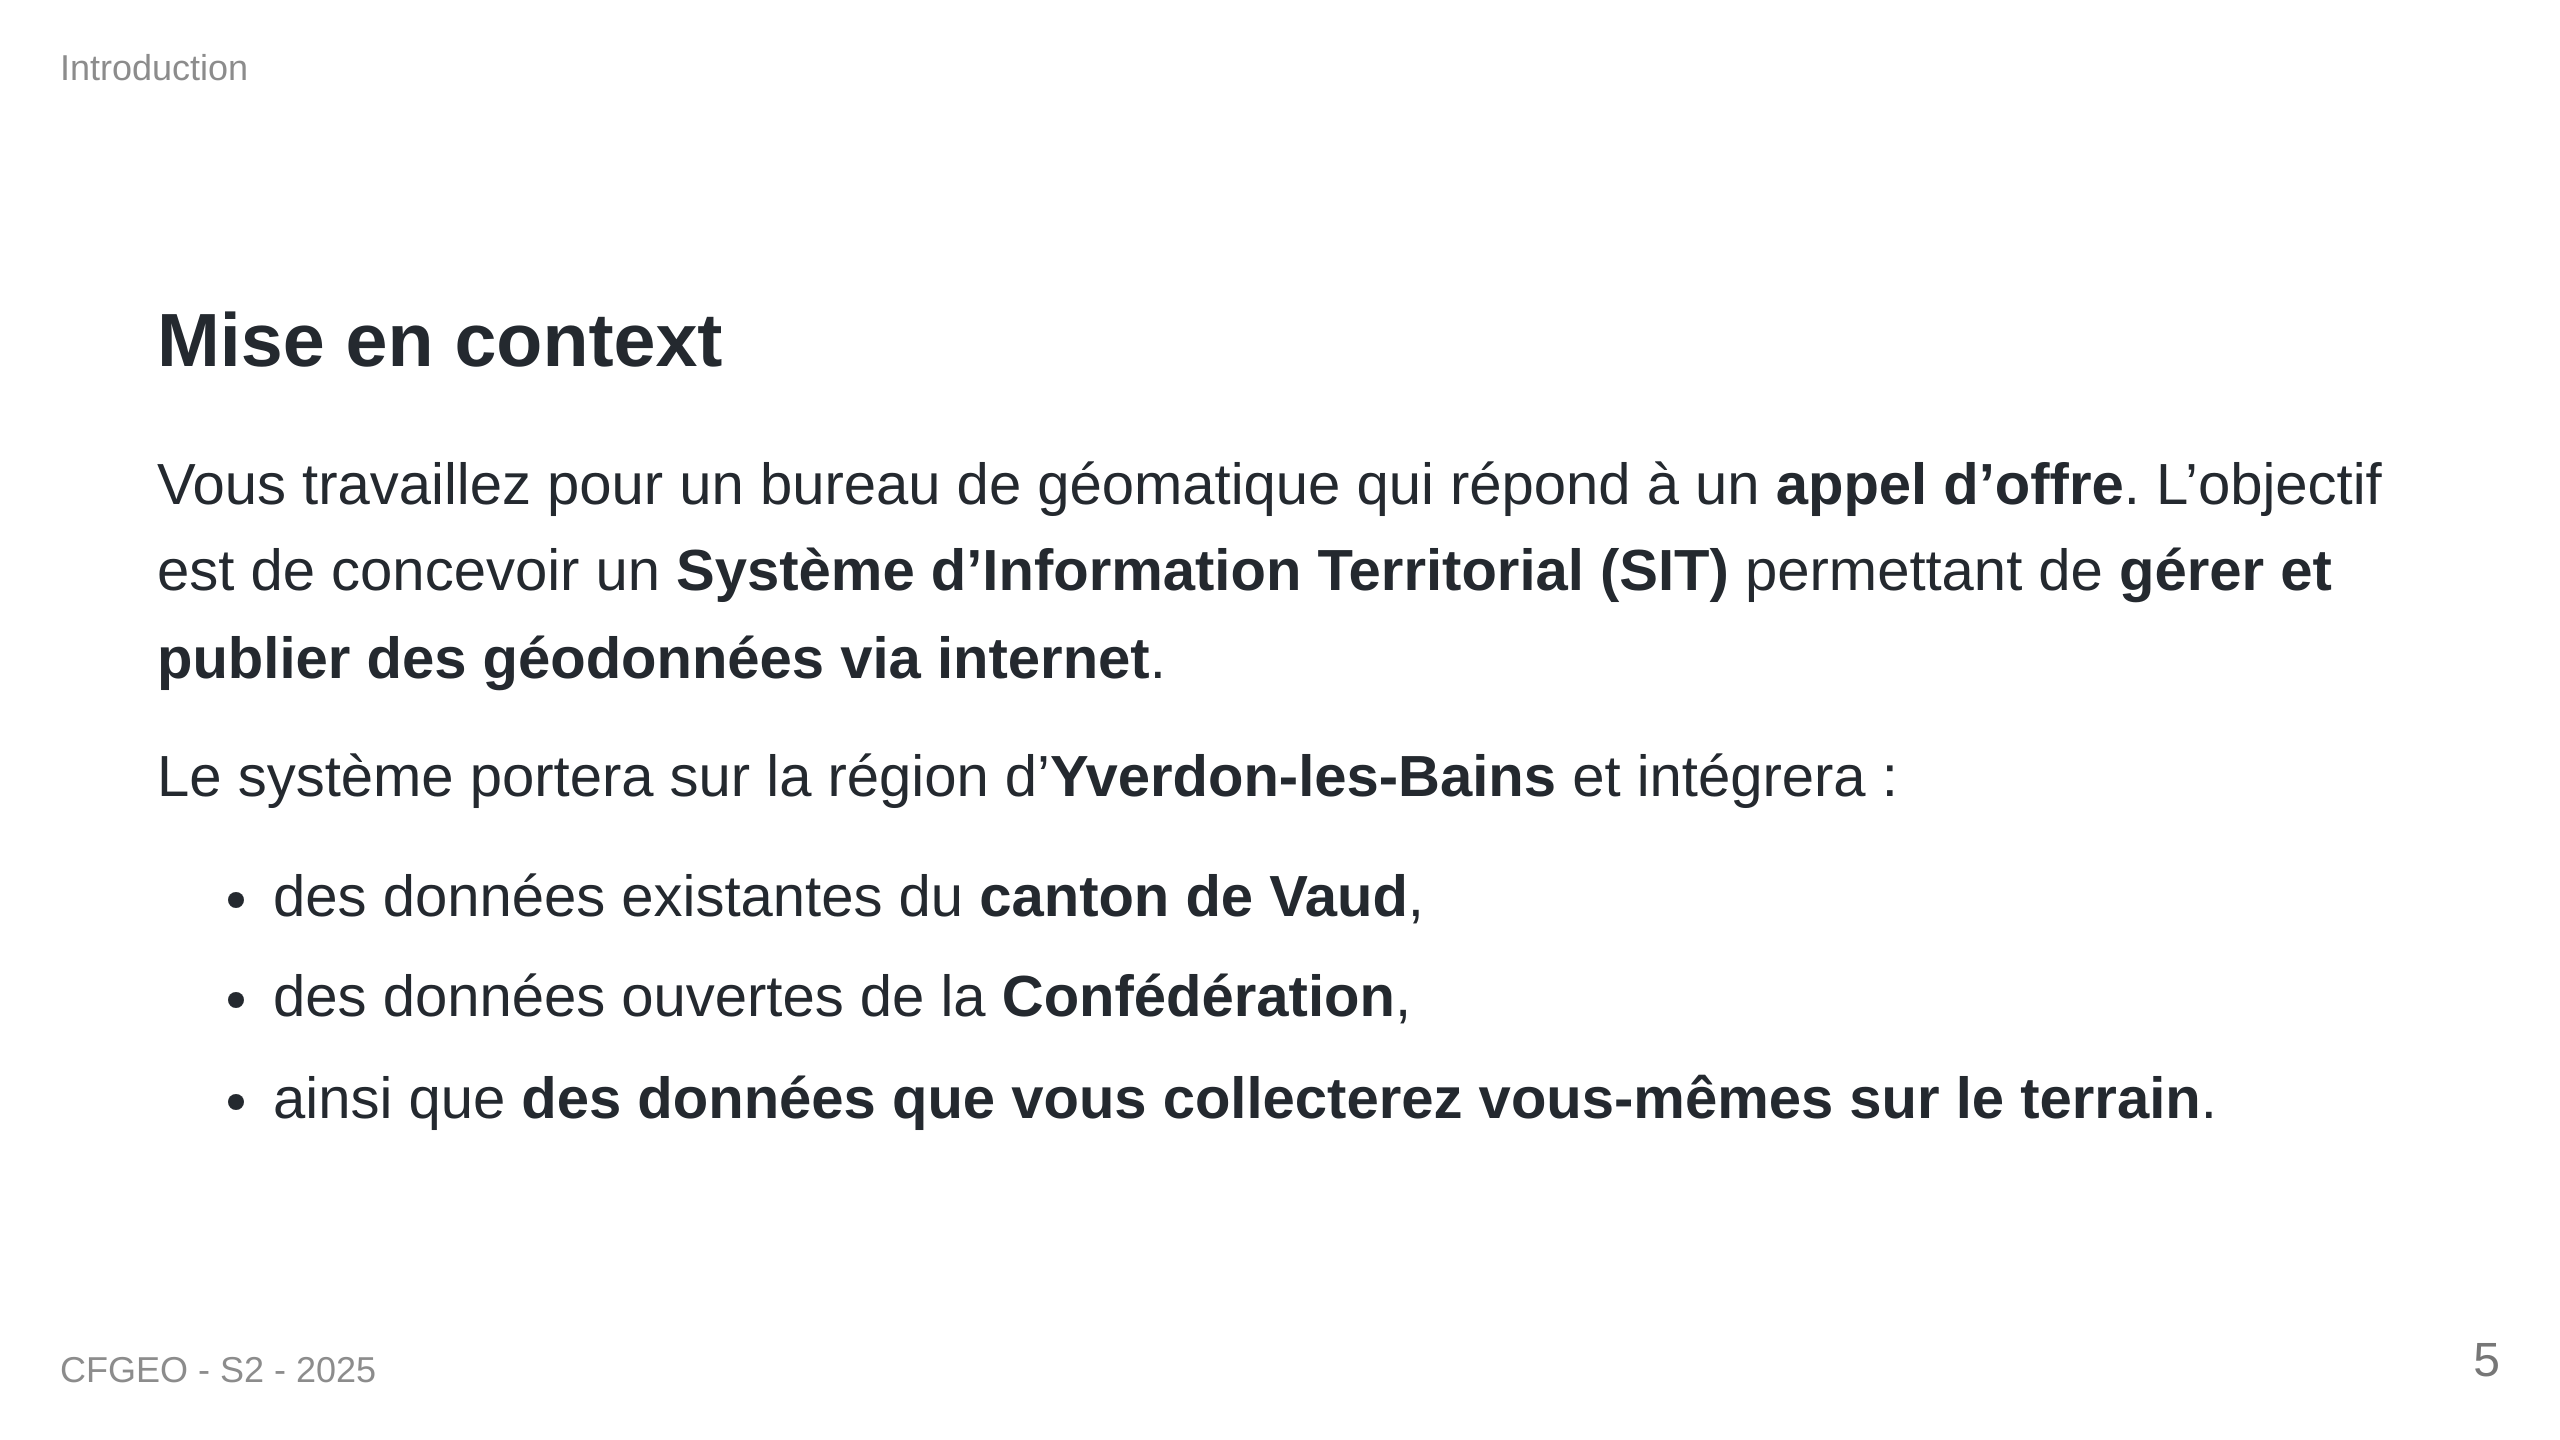 Introduction
Mise en context
Vous travaillez pour un bureau de géomatique qui répond à un appel d’offre. L’objectif
est de concevoir un Système d’Information Territorial (SIT) permettant de gérer et
publier des géodonnées via internet.
Le système portera sur la région d’Yverdon-les-Bains et intégrera :
• des données existantes du canton de Vaud,
• des données ouvertes de la Confédération,
• ainsi que des données que vous collecterez vous-mêmes sur le terrain.
CFGEO - S2 - 2025
5